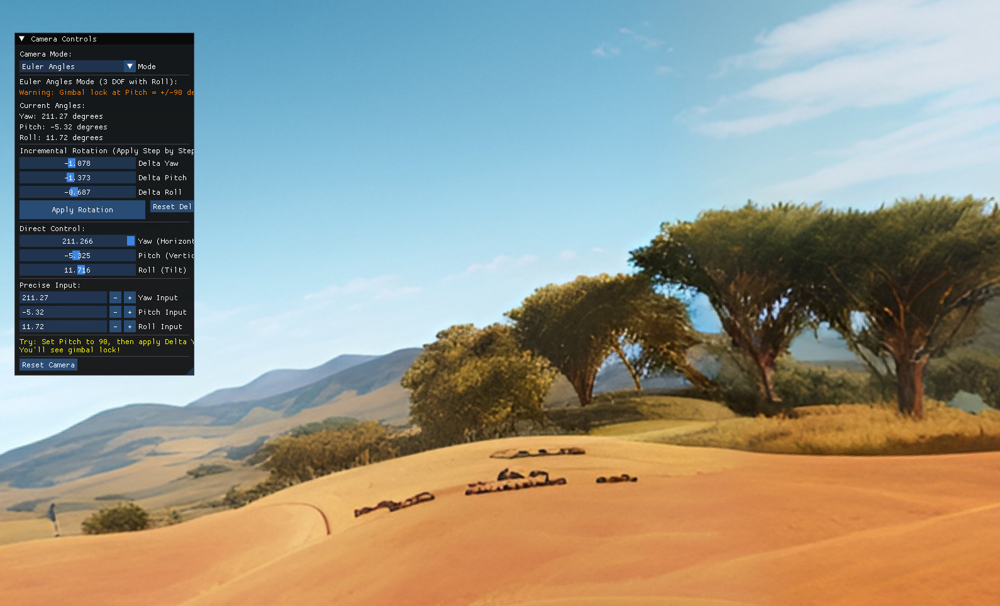 Camera Controls
Camera Mode:
Euler Angles Mode
Euler Angles Mode (3 DOF with Roll):
Warning: Gimbal lock at Pitch = +/-90 de
Current Angles:
Yaw: 211.27 degrees
Pitch: -5.32 degrees
Roll: 11.72 degrees
Incremental Rotation (Apply Step by Step
-1.078 Delta Yaw
-1.373 Delta Pitch
-0.687 Delta Roll
Apply Rotation Reset Del
Direct Control:
211.266 Yaw (Horizont
-5.325 Pitch (Vertic
11.716 Roll (Tilt)
Precise Input:
211.27 - + Yaw Input
-5.32 - + Pitch Input
11.72 - + Roll Input
Try: Set Pitch to 90, then apply Delta Y
You'll see gimbal lock!
Reset Camera